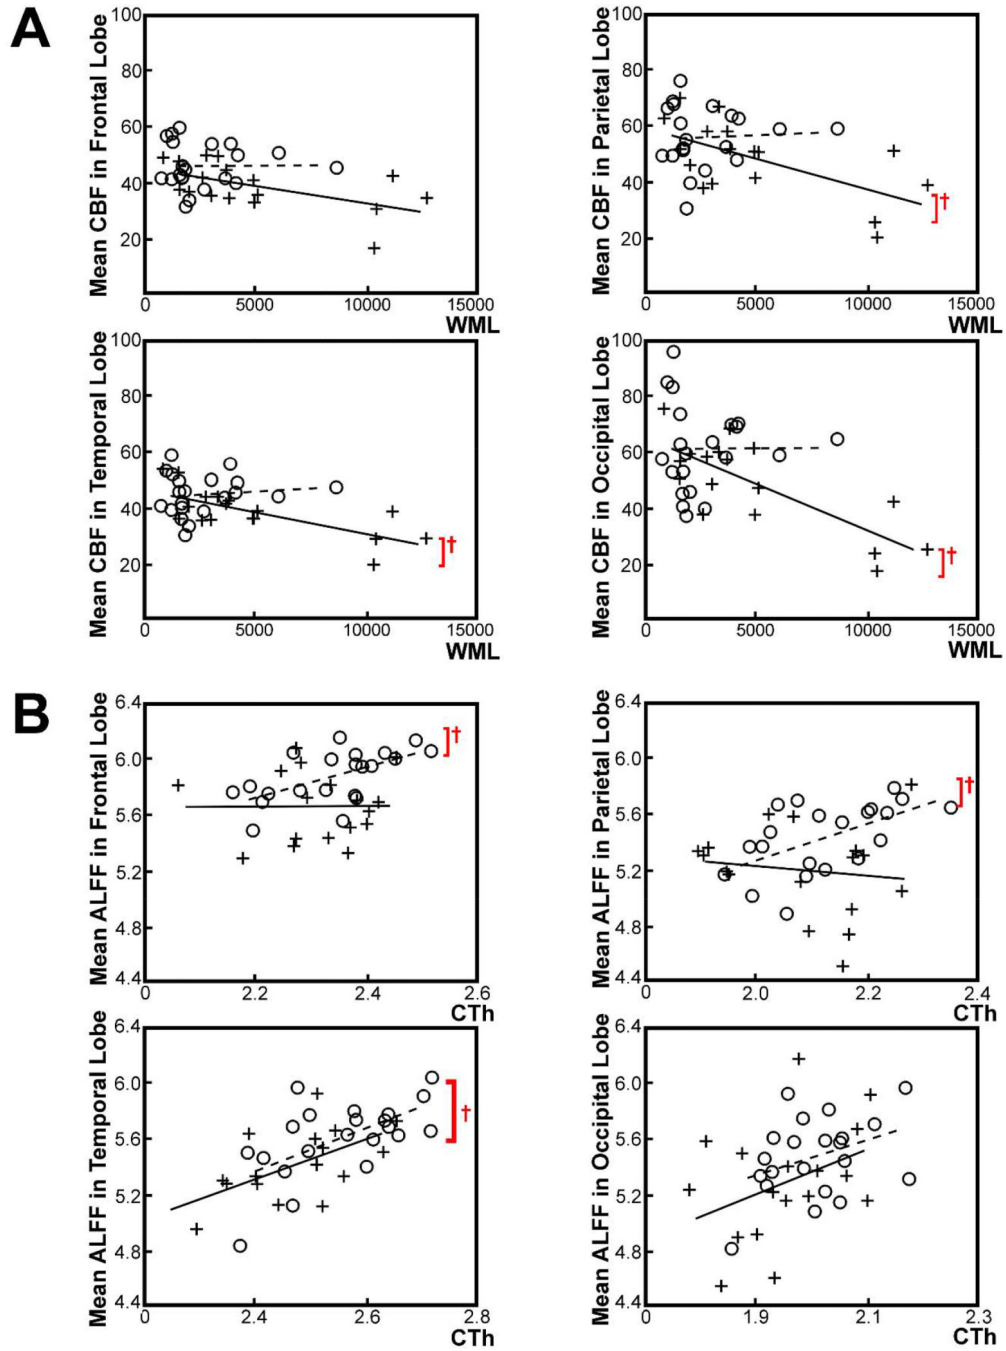 A
Mean CBF in Frontal Lobe
100
80
60
40
20
0 5000 10000 15000
WML
Mean CBF in Parietal Lobe
100
80
60
40
20
†
0 5000 10000 15000
WML
Mean CBF in Temporal Lobe
100
80
60
40
20
†
0 5000 10000 15000
WML
Mean CBF in Occipital Lobe
100
80
60
40
20
†
0 5000 10000 15000
WML
B
Mean ALFF in Frontal Lobe
6.4
6.0
5.6
5.2
4.8
4.4
†
0 2.2 2.4 2.6
CTh
Mean ALFF in Parietal Lobe
6.4
6.0
5.6
5.2
4.8
4.4
†
0 2.0 2.2 2.4
CTh
Mean ALFF in Temporal Lobe
6.4
6.0
5.6
5.2
4.8
4.4
†
0 2.4 2.6 2.8
CTh
Mean ALFF in Occipital Lobe
6.4
6.0
5.6
5.2
4.8
4.4
0 1.9 2.1 2.3
CTh